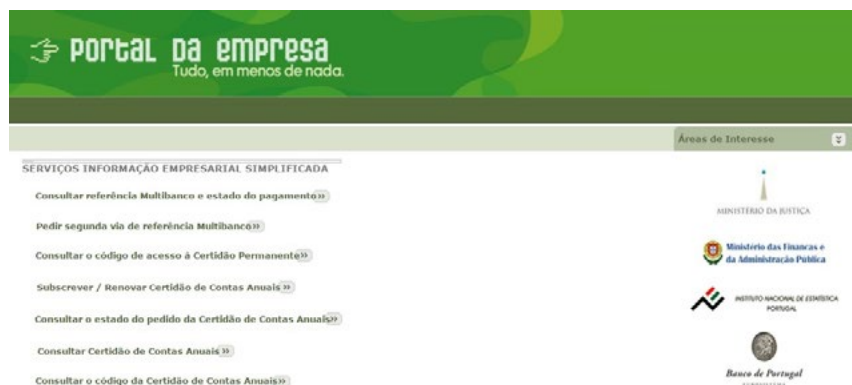 Portal da empresa
Tudo, em menos de nada.
Áreas de Interesse
SERVIÇOS INFORMAÇÃO EMPRESARIAL SIMPLIFICADA
Consultar referência Multibanco e estado do pagamento »
Pedir segunda via de referência Multibanco »
Consultar o código de acesso à Certidão Permanente »
Subscrever / Renovar Certidão de Contas Anuais »
Consultar o estado do pedido da Certidão de Contas Anuais »
Consultar Certidão de Contas Anuais »
Consultar o código da Certidão de Contas Anuais »
MINISTÉRIO DA JUSTIÇA
Ministério das Finanças e
da Administração Pública
INSTITUTO NACIONAL DE ESTATÍSTICA
PORTUGAL
Banco de Portugal